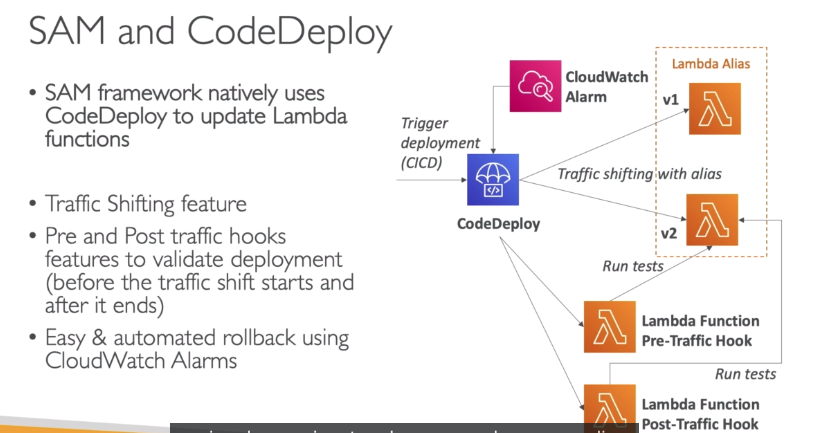 SAM and CodeDeploy
• SAM framework natively uses
CodeDeploy to update Lambda
functions
• Traffic Shifting feature
• Pre and Post traffic hooks
features to validate deployment
(before the traffic shift starts and
after it ends)
• Easy & automated rollback using
CloudWatch Alarms
CloudWatch
Alarm
Lambda Alias
v1
Trigger
deployment
(CICD)
Traffic shifting with alias
CodeDeploy
v2
Run tests
Lambda Function
Pre-Traffic Hook
Run tests
Lambda Function
Post-Traffic Hook